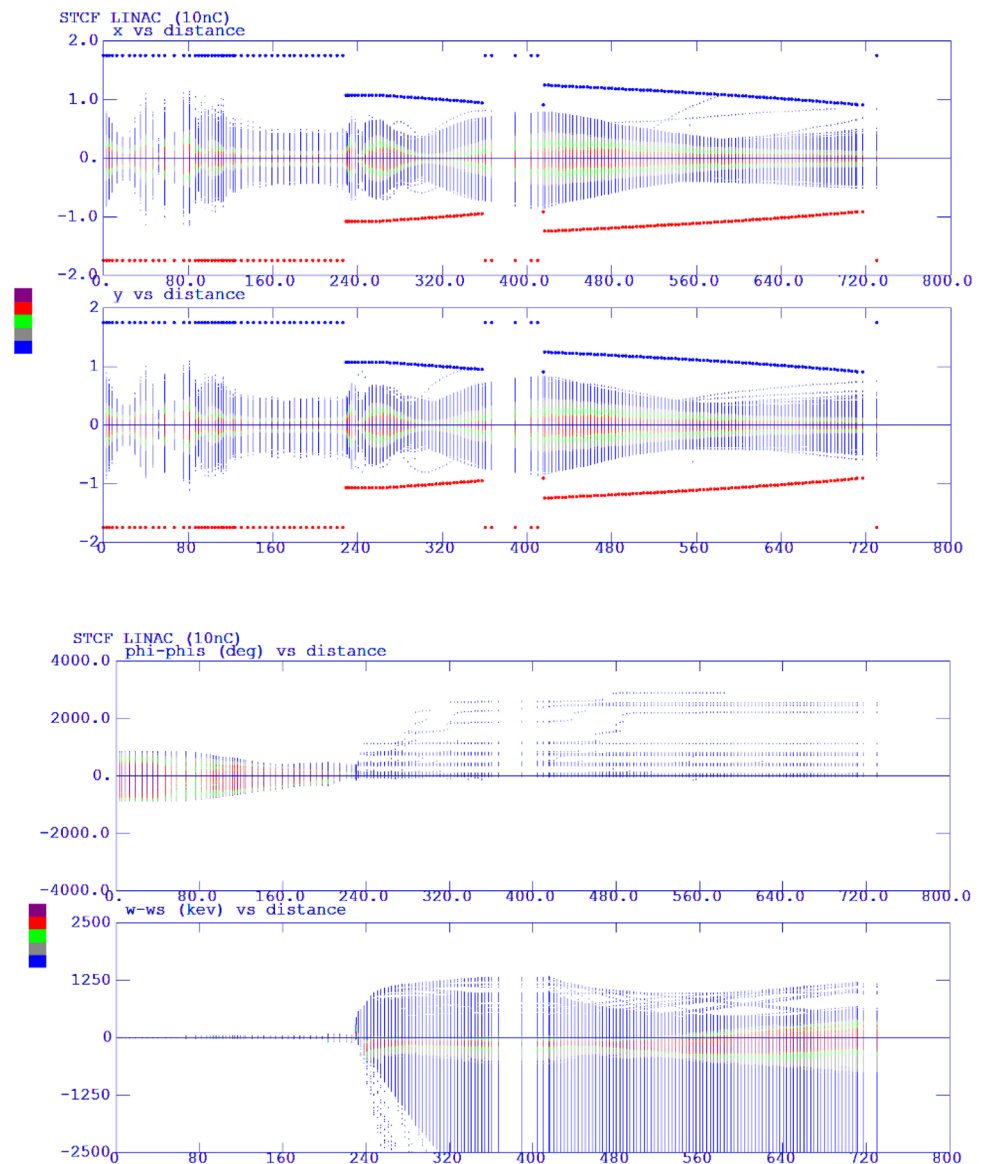 STCF LINAC (10nC)
x vs distance
2.0
1.0
0.
-1.0
-2.0
0. 80.0 160.0 240.0 320.0 400.0 480.0 560.0 640.0 720.0 800.0
y vs distance
2
1
0
-1
-2
0 80 160 240 320 400 480 560 640 720 800
STCF LINAC (10nC)
phi-phis (deg) vs distance
4000.0
2000.0
0.
-2000.0
-4000.0
0. 80.0 160.0 240.0 320.0 400.0 480.0 560.0 640.0 720.0 800.0
w-ws (kev) vs distance
2500
1250
0
-1250
-2500
0 80 160 240 320 400 480 560 640 720 800